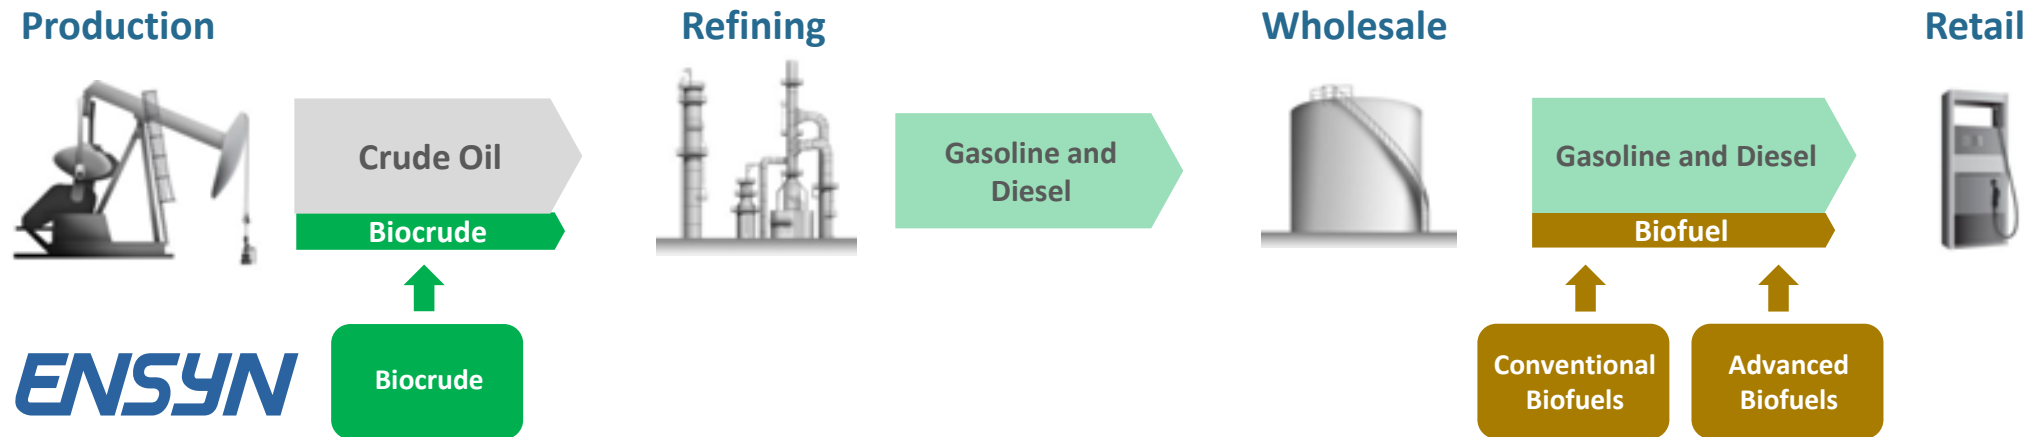 Production
Refining
Wholesale
Retail
Crude Oil
Biocrude
Gasoline and
Diesel
Gasoline and Diesel
Biofuel
ENSYN
Biocrude
Conventional
Biofuels
Advanced
Biofuels